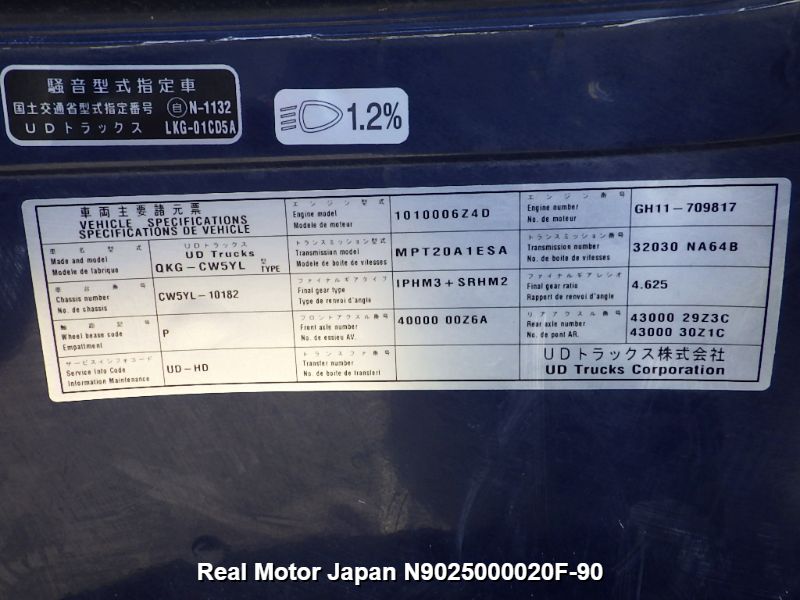 騒音型式指定車
国土交通省型式指定番号 自 N-1132
UDトラックス LKG-01CD5A
1.2%
車両主要諸元票
VEHICLE SPECIFICATIONS
SPECIFICATIONS DE VEHICLE
車名型式
Made and model
Modele de fabrique
UDトラックス
UD Trucks
QKG-CW5YL 型 TYPE
車台番号
Chassis number
No. de chassis
CW5YL-10182
軸距記号
Wheel bease code
Empattment
P
サービスインフォコード
Service Info Code
Information Maintenance
UD-HD
エンジン型式
Engine model
Modele de moteur
1010006Z4D
トランスミッション型式
Transmission model
Modele de boite de vitesses
MPT20A1ESA
ファイナルギアタイプ
Final gear type
Type de renvoi d'angle
IPHM3+SRHM2
フロントアクスル番号
Front axle number
No. de essieu AV.
40000 00Z6A
トランスファ番号
Transfer number
No. de boite de transfert
エンジン番号
Engine number
No. de moteur
GH11-709817
トランスミッション番号
Transmission number
No. de boite de vitesses
32030 NA64B
ファイナルギアレシオ
Final gear ratio
Rapport de renvoi d'angle
4.625
リアアクスル番号
Rear axle number
No. de pont AR.
43000 29Z3C
43000 30Z1C
UDトラックス株式会社
UD Trucks Corporation
Real Motor Japan N9025000020F-90